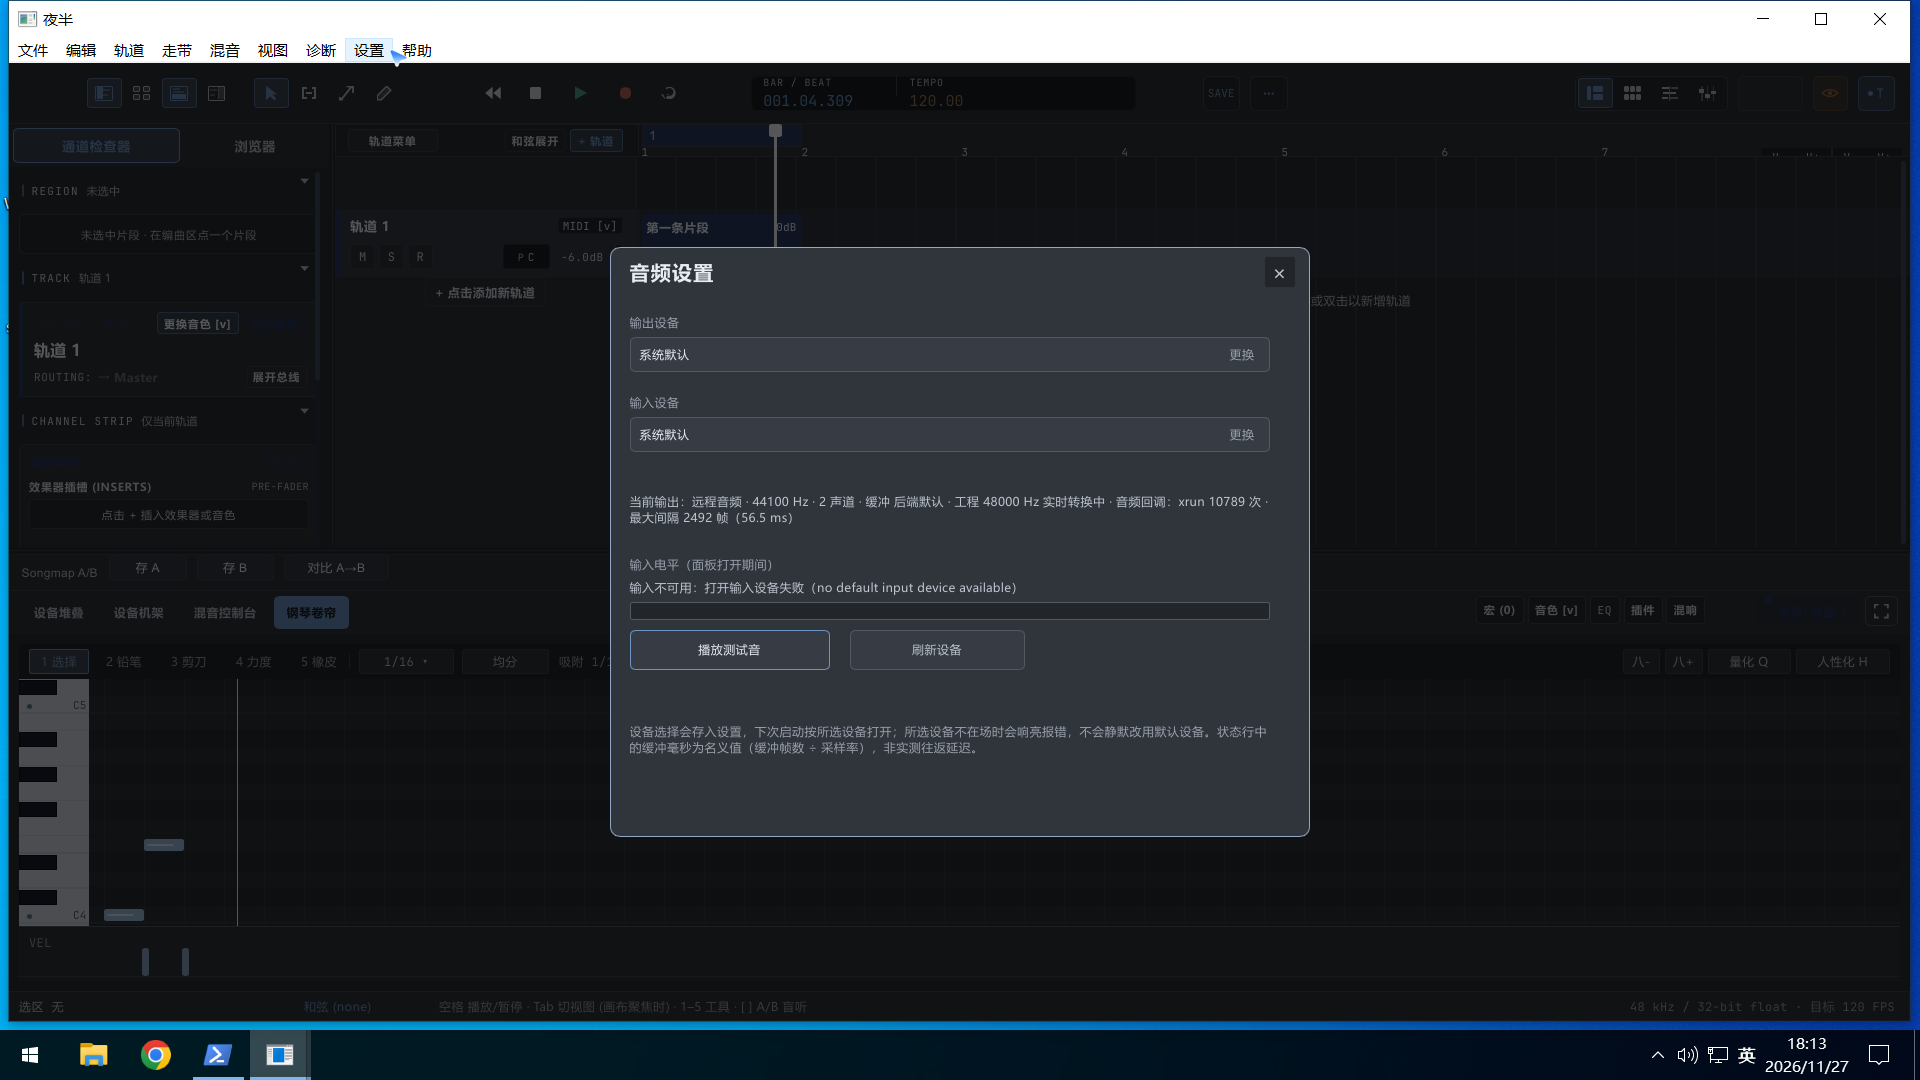 夜半
文件 编辑 轨道 走带 混音 视图 诊断 设置 帮助
BAR / BEAT
001.04.309
TEMPO
120.00
SAVE
T
通道检查器 浏览器
轨道菜单 和弦展开 + 轨道
1
1 2 3 4 5 6 7
REGION 未选中
未选中片段 · 在编曲区点一个片段
TRACK 轨道 1
更换音色 [v]
轨道 1
ROUTING: → Master 展开总线
CHANNEL STRIP 仅当前轨道
效果器插槽 (INSERTS) PRE-FADER
点击 + 插入效果器或音色
轨道 1 MIDI [v]
M S R P C -6.0dB
+ 点击添加新轨道
第一条片段 0dB
或双击以新增轨道
音频设置
输出设备
系统默认 更换
输入设备
系统默认 更换
当前输出：远程音频 · 44100 Hz · 2 声道 · 缓冲 后端默认 · 工程 48000 Hz 实时转换中 · 音频回调：xrun 10789 次 ·
最大间隔 2492 帧（56.5 ms）
输入电平（面板打开期间）
输入不可用：打开输入设备失败（no default input device available）
播放测试音 刷新设备
设备选择会存入设置，下次启动按所选设备打开；所选设备不在场时会响亮报错，不会静默改用默认设备。状态行中
的缓冲毫秒为名义值（缓冲帧数 ÷ 采样率），非实测往返延迟。
Songmap A/B 存 A 存 B 对比 A→B
设备堆叠 设备机架 混音控制台 钢琴卷帘
宏 (0) 音色 [v] EQ 插件 混响
1 选择 2 铅笔 3 剪刀 4 力度 5 橡皮 1/16 均分 吸附 1/1
八- 八+ 量化 Q 人性化 H
C5
C4
VEL
选区 无 和弦 (none) 空格 播放/暂停 · Tab 切视图 (画布聚焦时) · 1–5 工具 · [ ] A/B 盲听
48 kHz / 32-bit float · 目标 120 FPS
英
18:13
2026/11/27